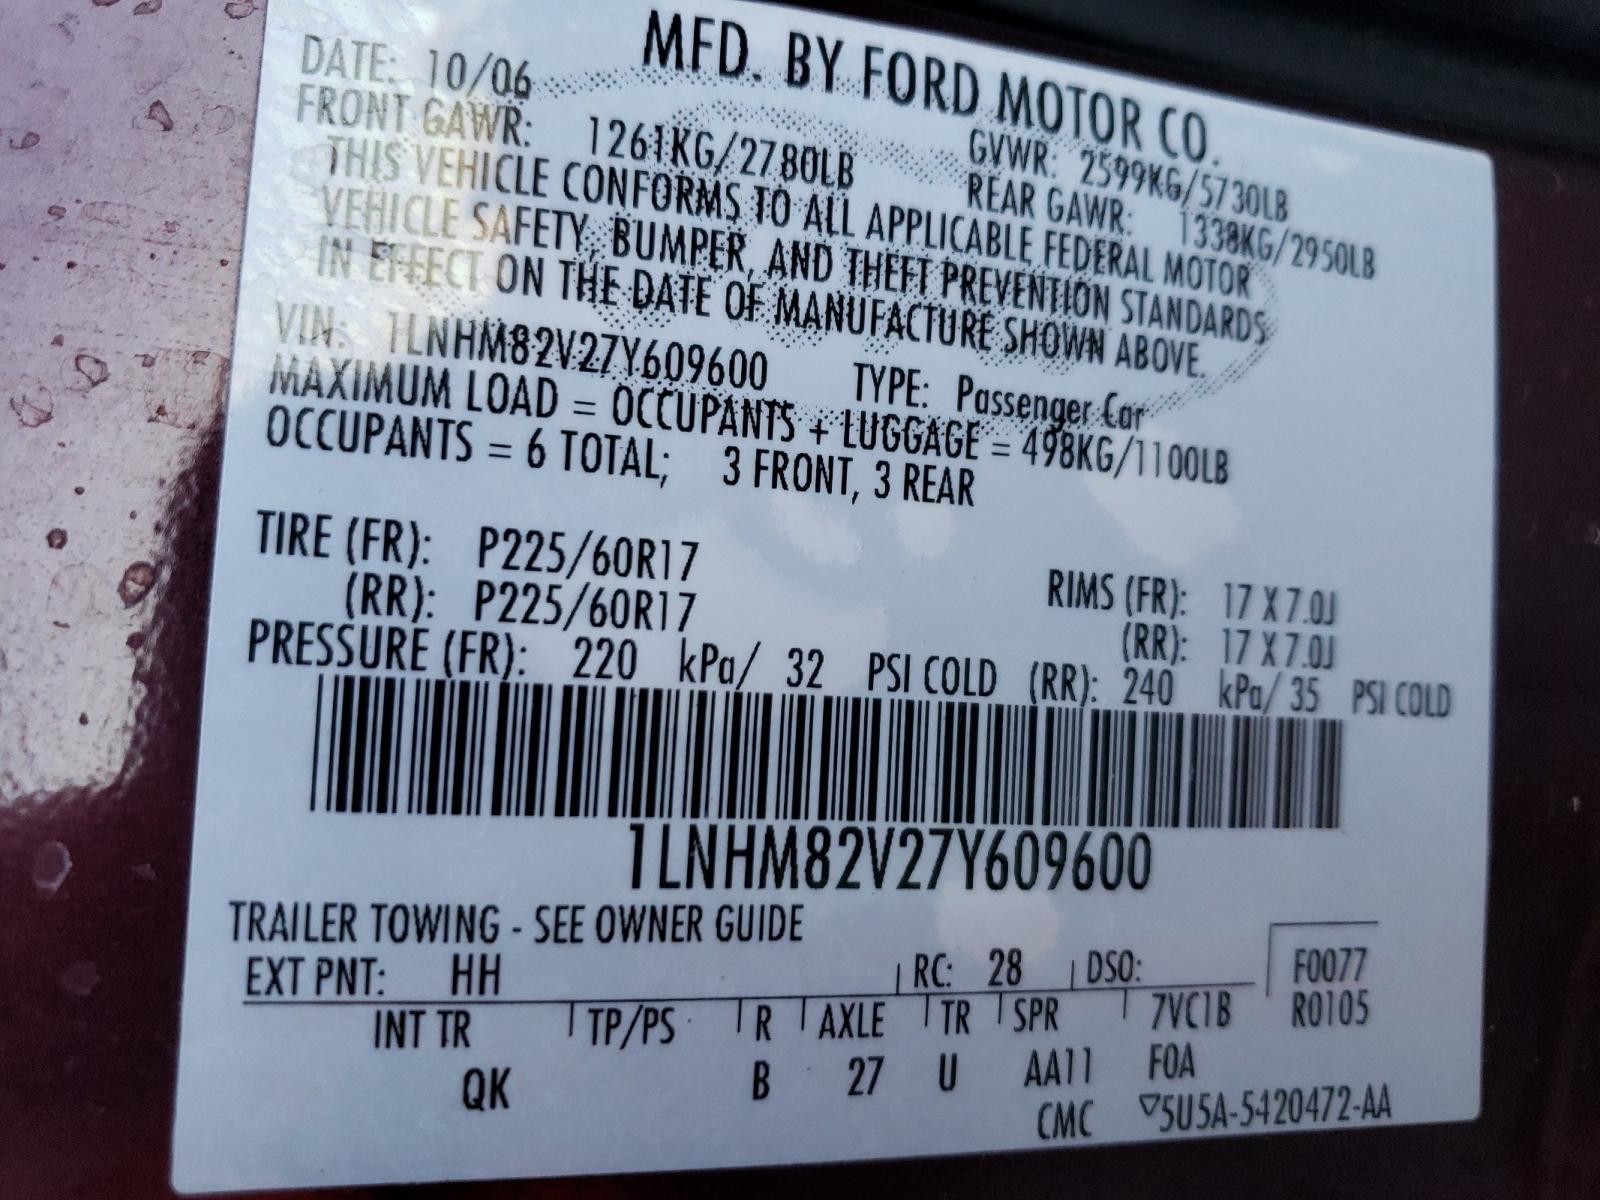 MFD. BY FORD MOTOR CO.
DATE: 10/06 GVWR: 2599KG/5730LB
FRONT GAWR: 1261KG/2780LB REAR GAWR: 1338KG/2950LB
THIS VEHICLE CONFORMS TO ALL APPLICABLE FEDERAL MOTOR
VEHICLE SAFETY, BUMPER, AND THEFT PREVENTION STANDARDS
IN EFFECT ON THE DATE OF MANUFACTURE SHOWN ABOVE.
VIN: 1LNHM82V27Y609600 TYPE: Passenger Car
MAXIMUM LOAD = OCCUPANTS + LUGGAGE = 498KG/1100LB
OCCUPANTS = 6 TOTAL; 3 FRONT, 3 REAR
TIRE (FR): P225/60R17 RIMS (FR): 17 X 7.0J
(RR): P225/60R17 (RR): 17 X 7.0J
PRESSURE (FR): 220 kPa/ 32 PSI COLD (RR): 240 kPa/ 35 PSI COLD
1LNHM82V27Y609600
TRAILER TOWING - SEE OWNER GUIDE
EXT PNT: HH RC: 28 DSO: F0077
INT TR TP/PS R AXLE TR SPR 7VC1B R0105
QK B 27 U AA11 FOA
CMC ▽5U5A-5420472-AA